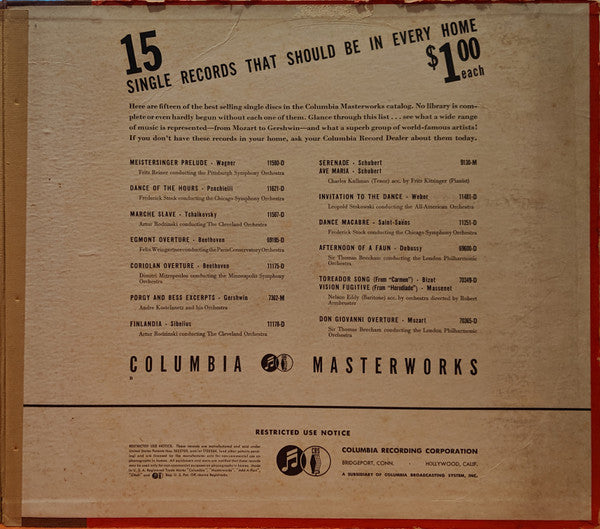 15
SINGLE RECORDS THAT SHOULD BE IN EVERY HOME
$1.00 each
Here are fifteen of the best selling single discs in the Columbia Masterworks catalog. No library is com-
plete or even hardly begun without each one of them. Glance through this list . . . see what a wide
range of music is represented—from Mozart to Gershwin—and what a superb group of world-famous artists!
If you don't have these records in your home, ask your Columbia Record Dealer about them today.
MEISTERSINGER PRELUDE · Wagner 11580-D
Fritz Reiner conducting the Pittsburgh Symphony Orchestra
DANCE OF THE HOURS · Ponchielli 11621-D
Frederick Stock conducting the Chicago Symphony Orchestra
MARCHE SLAVE · Tchaikovsky 11567-D
Artur Rodzinski conducting The Cleveland Orchestra
EGMONT OVERTURE · Beethoven 69195-D
Felix Weingartner conducting the Paris Conservatory Orchestra
CORIOLAN OVERTURE · Beethoven 11175-D
Dimitri Mitropoulos conducting the Minneapolis Symphony
Orchestra
PORGY AND BESS EXCERPTS · Gershwin 7362-M
Andre Kostelanetz and his Orchestra
FINLANDIA · Sibelius 11178-D
Artur Rodzinski conducting The Cleveland Orchestra
SERENADE · Schubert 9130-M
AVE MARIA · Schubert
Charles Kullman (Tenor) acc. by Fritz Kitzinger (Pianist)
INVITATION TO THE DANCE · Weber 11481-D
Leopold Stokowski conducting the All-American Orchestra
DANCE MACABRE · Saint-Saëns 11251-D
Frederick Stock conducting the Chicago Symphony Orchestra
AFTERNOON OF A FAUN · Debussy 69600-D
Sir Thomas Beecham conducting the London Philharmonic
Orchestra
TOREADOR SONG (From "Carmen") · Bizet 70349-D
VISION FUGITIVE (From "Herodiade") · Massenet
Nelson Eddy (Baritone) acc. by orchestra directed by Robert
Armbruster
DON GIOVANNI OVERTURE · Mozart 70365-D
Sir Thomas Beecham conducting the London Philharmonic
Orchestra
COLUMBIA MASTERWORKS
RESTRICTED USE NOTICE
CBS
COLUMBIA RECORDING CORPORATION
BRIDGEPORT, CONN. · HOLLYWOOD, CALIF.
A SUBSIDIARY OF COLUMBIA BROADCASTING SYSTEM, INC.